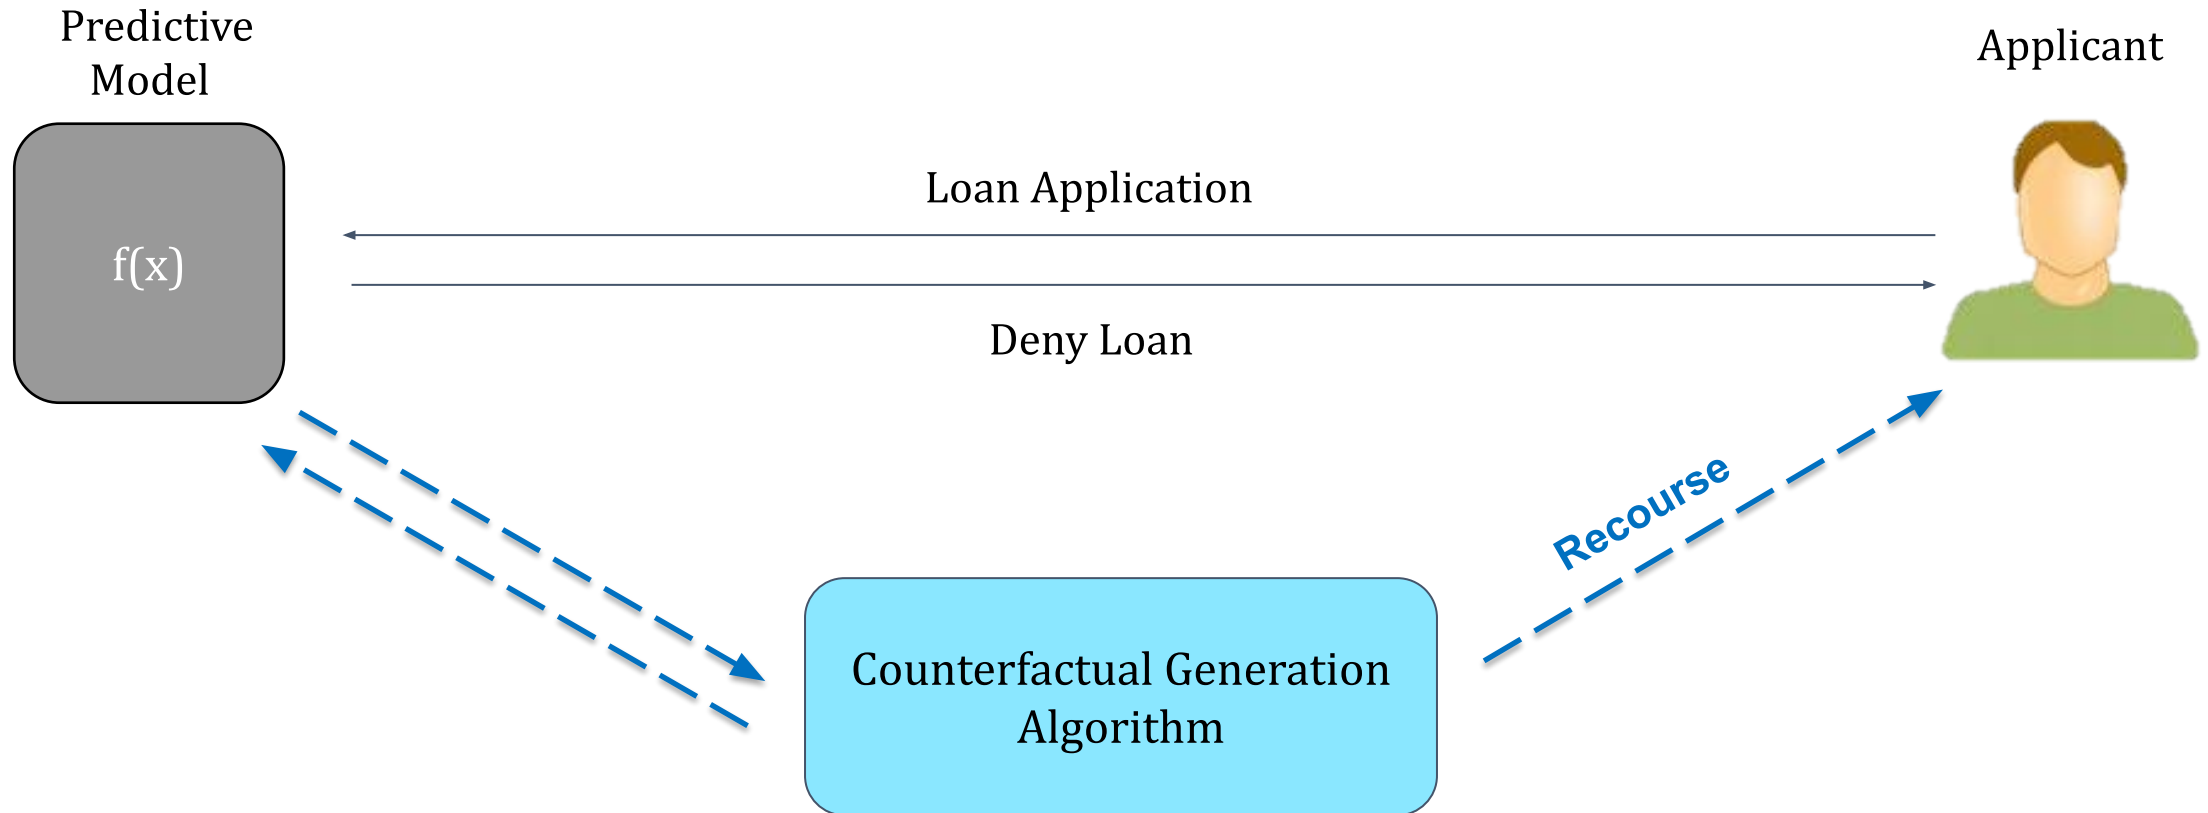 Predictive
Model
Applicant
Loan Application
f(x)
Deny Loan
Recourse
Counterfactual Generation
Algorithm